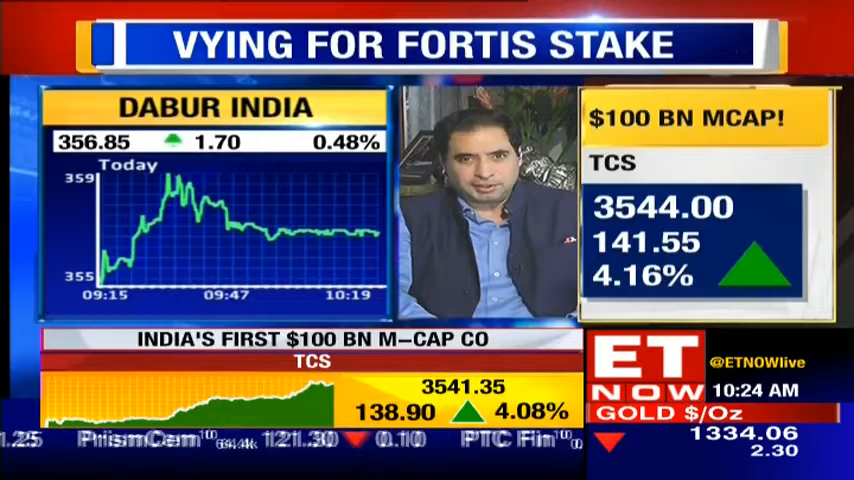 VYING FOR FORTIS STAKE
DABUR INDIA
356.85 1.70 0.48%
Today
359
355
09:15 09:47 10:19
$100 BN MCAP!
TCS
3544.00
141.55
4.16%
INDIA'S FIRST $100 BN M-CAP CO
TCS
3541.35
138.90 4.08%
ET
NOW
@ETNOWlive
10:24 AM
GOLD $/Oz
1334.06
2.30
1.25 PrismCem 121.30 0.10 PTC Fin 0.